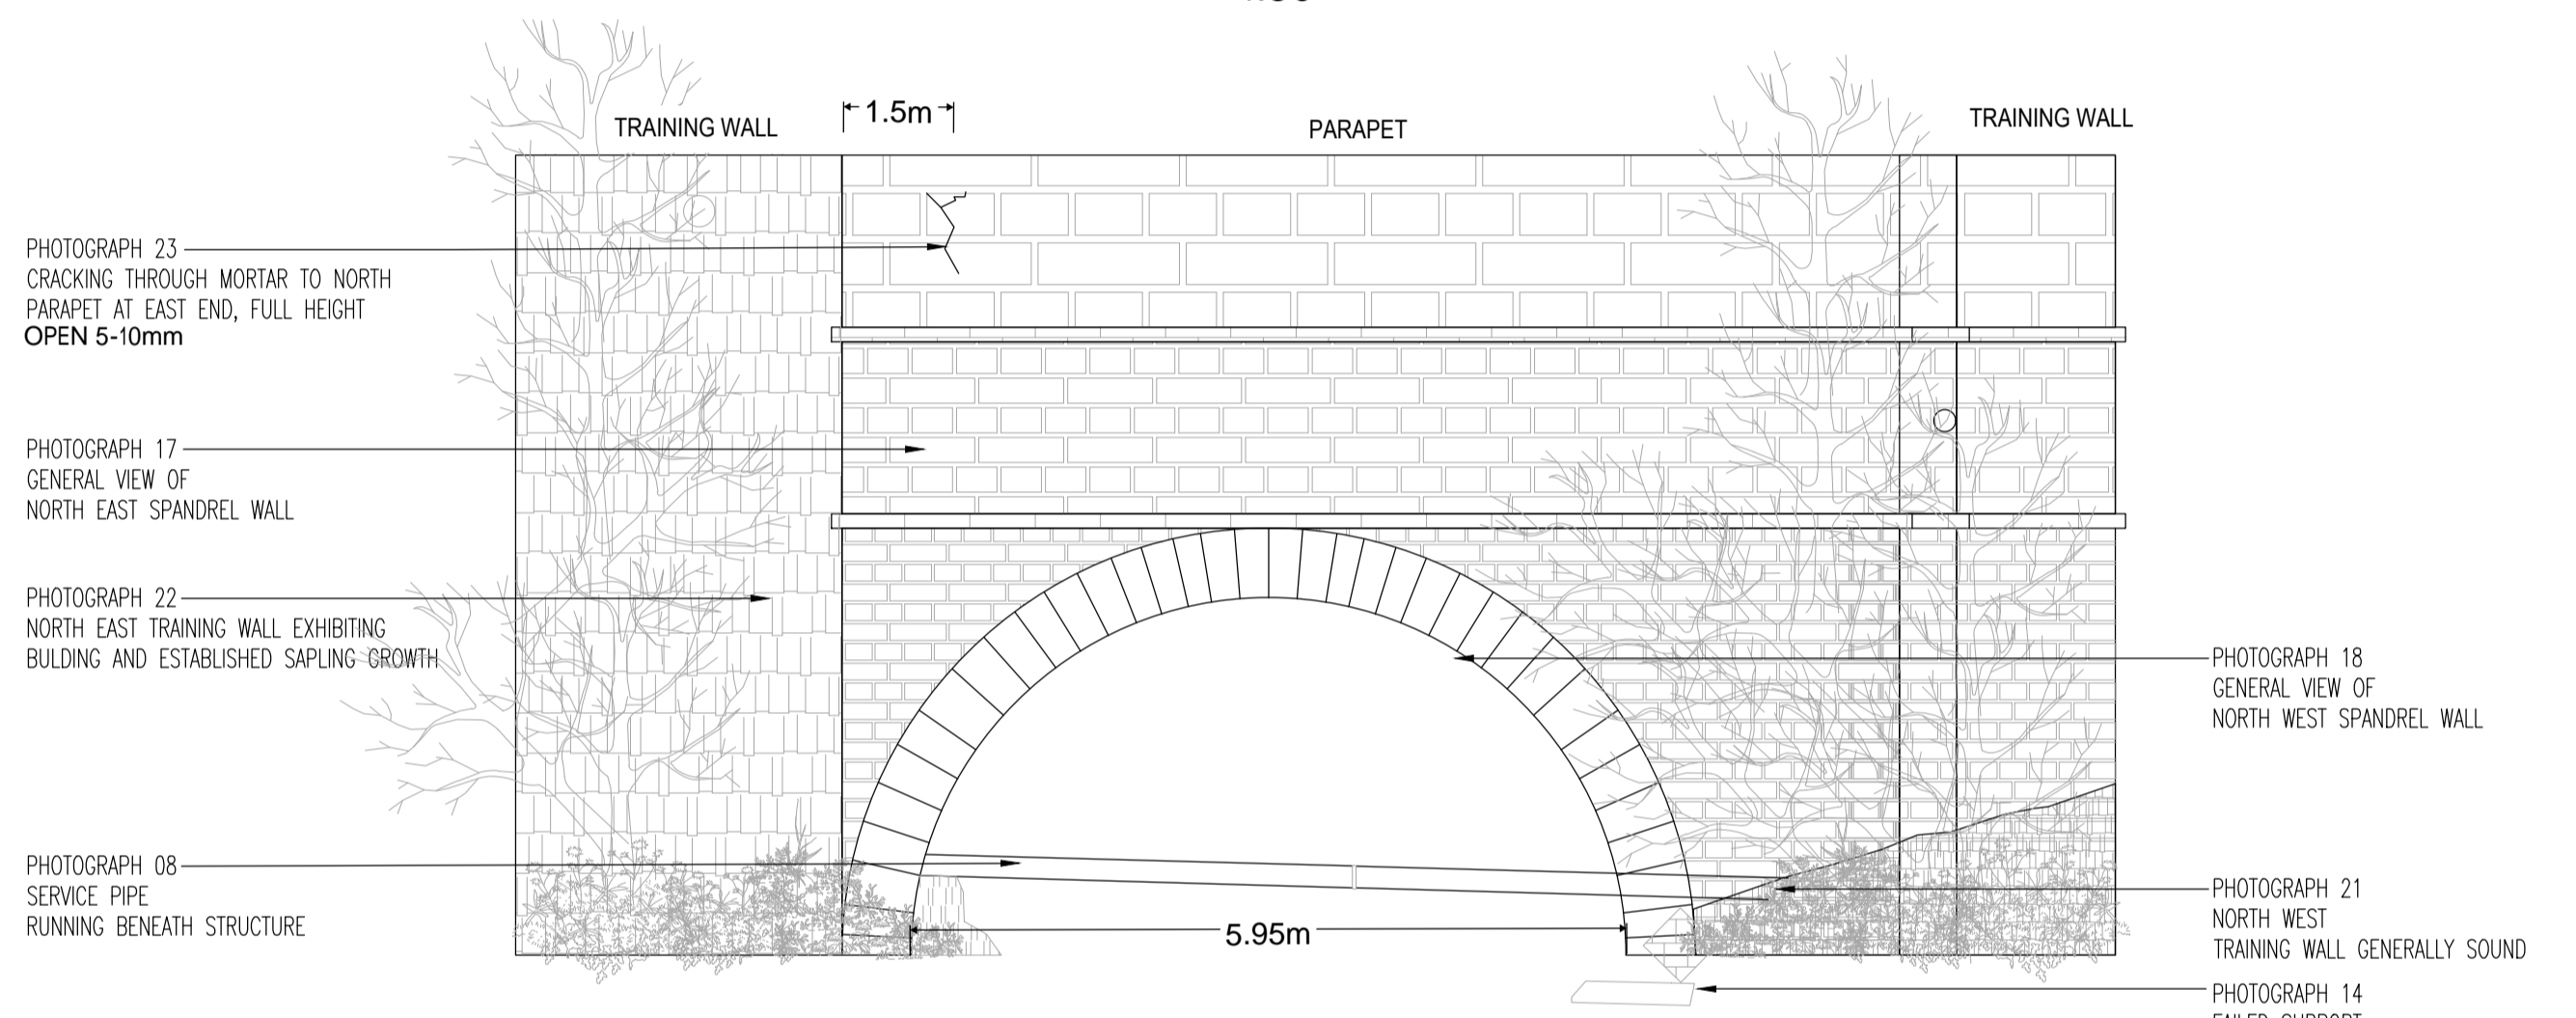 TRAINING WALL
1.5m
PARAPET
TRAINING WALL
PHOTOGRAPH 23
CRACKING THROUGH MORTAR TO NORTH
PARAPET AT EAST END, FULL HEIGHT
OPEN 5-10mm
PHOTOGRAPH 17
GENERAL VIEW OF
NORTH EAST SPANDREL WALL
PHOTOGRAPH 22
NORTH EAST TRAINING WALL EXHIBITING
BULDING AND ESTABLISHED SAPLING GROWTH
PHOTOGRAPH 18
GENERAL VIEW OF
NORTH WEST SPANDREL WALL
PHOTOGRAPH 08
SERVICE PIPE
RUNNING BENEATH STRUCTURE
5.95m
PHOTOGRAPH 21
NORTH WEST
TRAINING WALL GENERALLY SOUND
PHOTOGRAPH 14